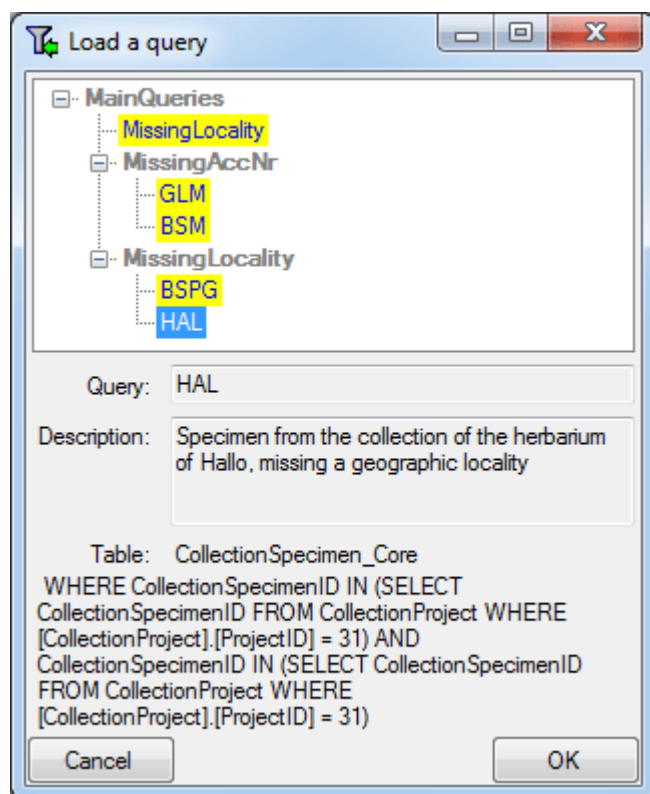 Load a query
MainQueries
MissingLocality
MissingAccNr
GLM
BSM
MissingLocality
BSPG
HAL
Query: HAL
Description: Specimen from the collection of the herbarium
of Hallo, missing a geographic locality
Table: CollectionSpecimen_Core
WHERE CollectionSpecimenID IN (SELECT
CollectionSpecimenID FROM CollectionProject WHERE
[CollectionProject].[ProjectID] = 31) AND
CollectionSpecimenID IN (SELECT CollectionSpecimenID
FROM CollectionProject WHERE
[CollectionProject].[ProjectID] = 31)
Cancel OK